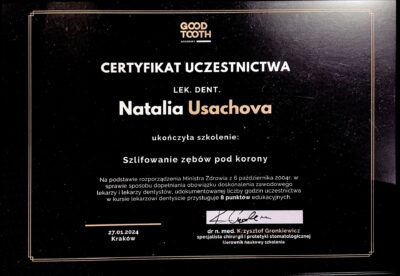 GOOD
TOOTH
ACADEMY
CERTYFIKAT UCZESTNICTWA
LEK. DENT.
Natalia Usachova
ukończyła szkolenie:
Szlifowanie zębów pod korony
Na podstawie rozporządzenia Ministra Zdrowia z 6 października 2004r. w
sprawie sposobu dopełniania obowiązku doskonalenia zawodowego
lekarzy i lekarzy dentystów, udokumentowanej liczby godzin uczestnictwa
w kursie lekarzowi dentyście przysługuje 8 punktów edukacyjnych.
27.01.2024
Kraków
dr n. med. Krzysztof Gronkiewicz
specjalista chirurgii i protetyki stomatologicznej
kierownik naukowy szkolenia